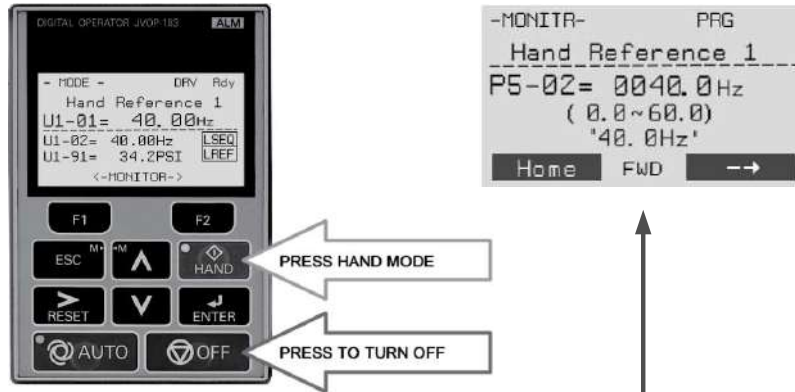 DIGITAL OPERATOR JVOP-183 ALM
- MODE - DRV Rdy
Hand Reference 1
U1-01= 40.00Hz
U1-02= 40.00Hz LSEQ
U1-91= 34.2PSI LREF
<-MONITOR->
F1 F2
ESC M• •M HAND
RESET ENTER
AUTO OFF
PRESS HAND MODE
PRESS TO TURN OFF
-MONITR- PRG
Hand Reference 1
P5-02= 0040.0Hz
( 0.0~60.0)
"40.0Hz"
Home FWD